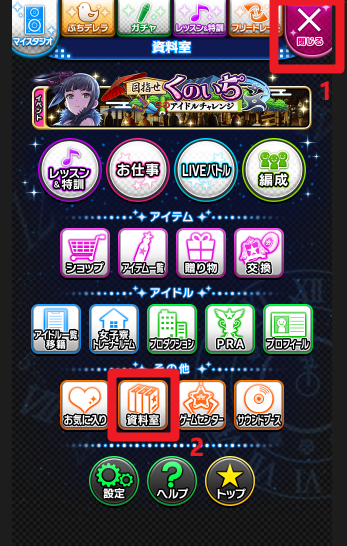 マイスタジオ
ぷちデレラ
ガチャ
レッスン&特訓
フリートレード
閉じる
1
資料室
イベント
目指せ
くのいち
アイドルチャレンジ
レッスン
&特訓
お仕事
LIVEバトル
編成
アイテム
ショップ
アイテム一覧
贈り物
交換
アイドル
アイドル一覧
移籍
女子寮
トレーナールーム
プロダクション
PRA
プロフィール
その他
お気に入り
資料室
ゲームセンター
サウンドブース
2
設定
ヘルプ
トップ